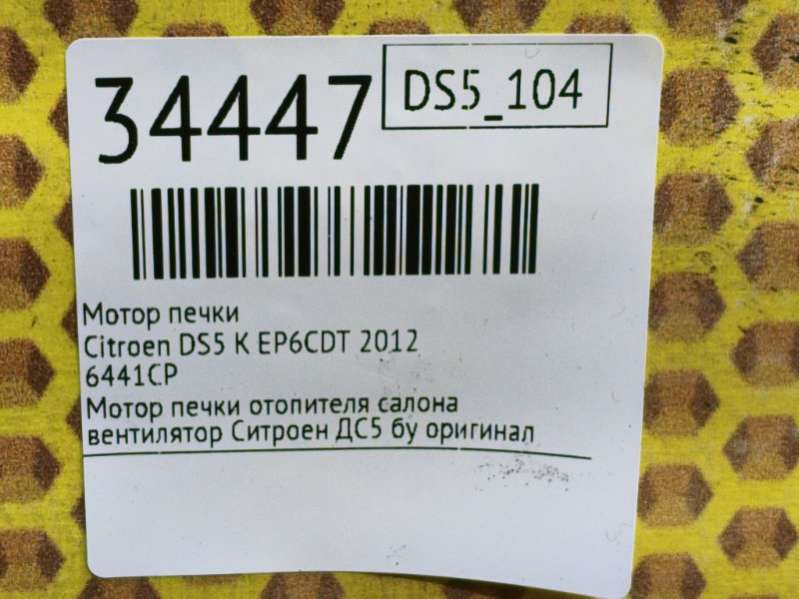 34447
DS5_104
Мотор печки
Citroen DS5 K EP6CDT 2012
6441CP
Мотор печки отопителя салона
вентилятор Ситроен ДС5 бу оригинал